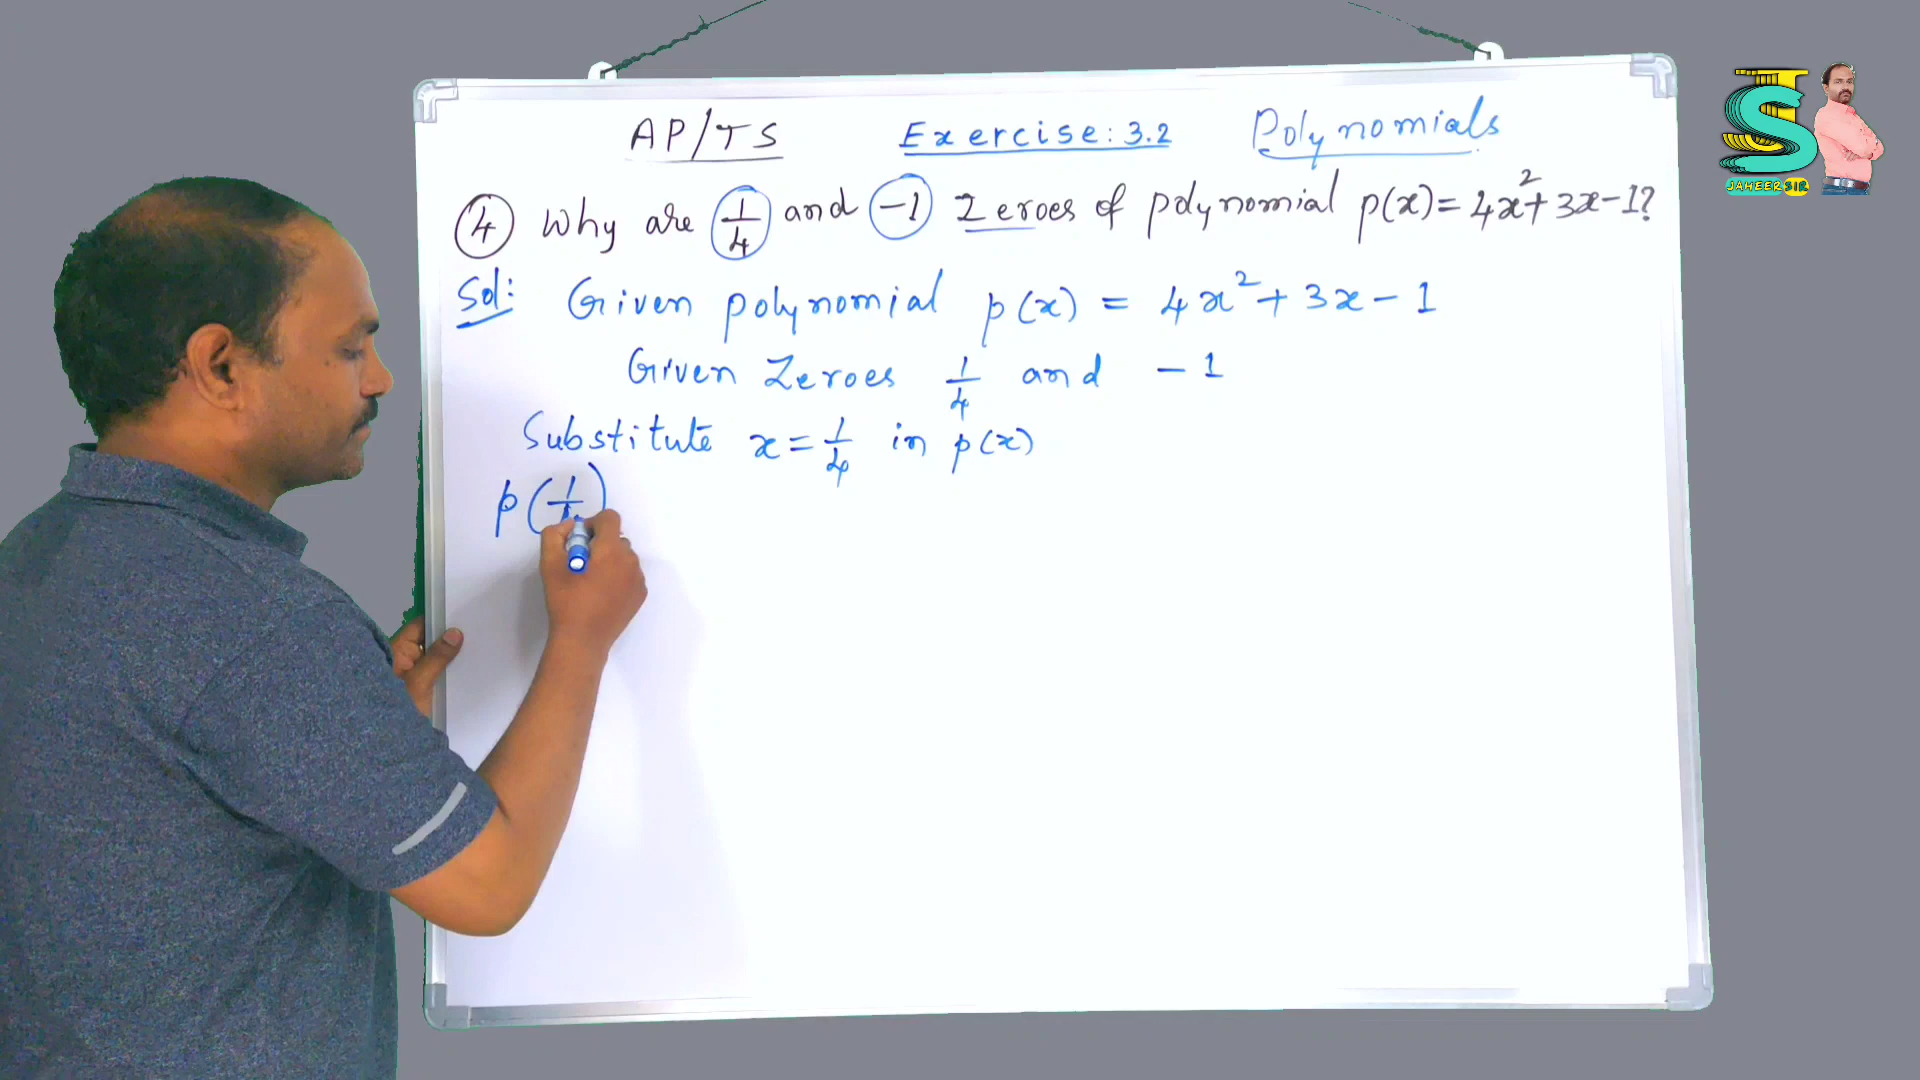 AP/TS Exercise: 3.2 Polynomials
④ Why are 1/4 and -1 Zeroes of polynomial p(x) = 4x²+3x-1?
Sol: Given polynomial p(x) = 4x²+3x-1
Given Zeroes 1/4 and -1
Substitute x = 1/4 in p(x)
p(1/4)
JS
JAHEER SIR